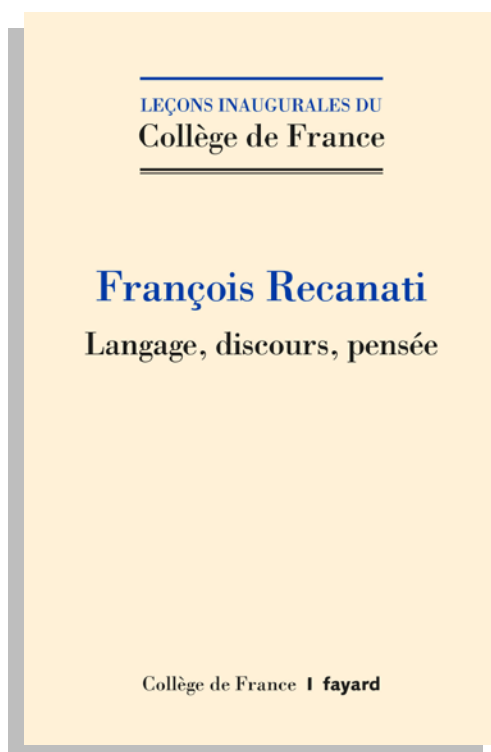 LEÇONS INAUGURALES DU
Collège de France
François Recanati
Langage, discours, pensée
Collège de France I fayard